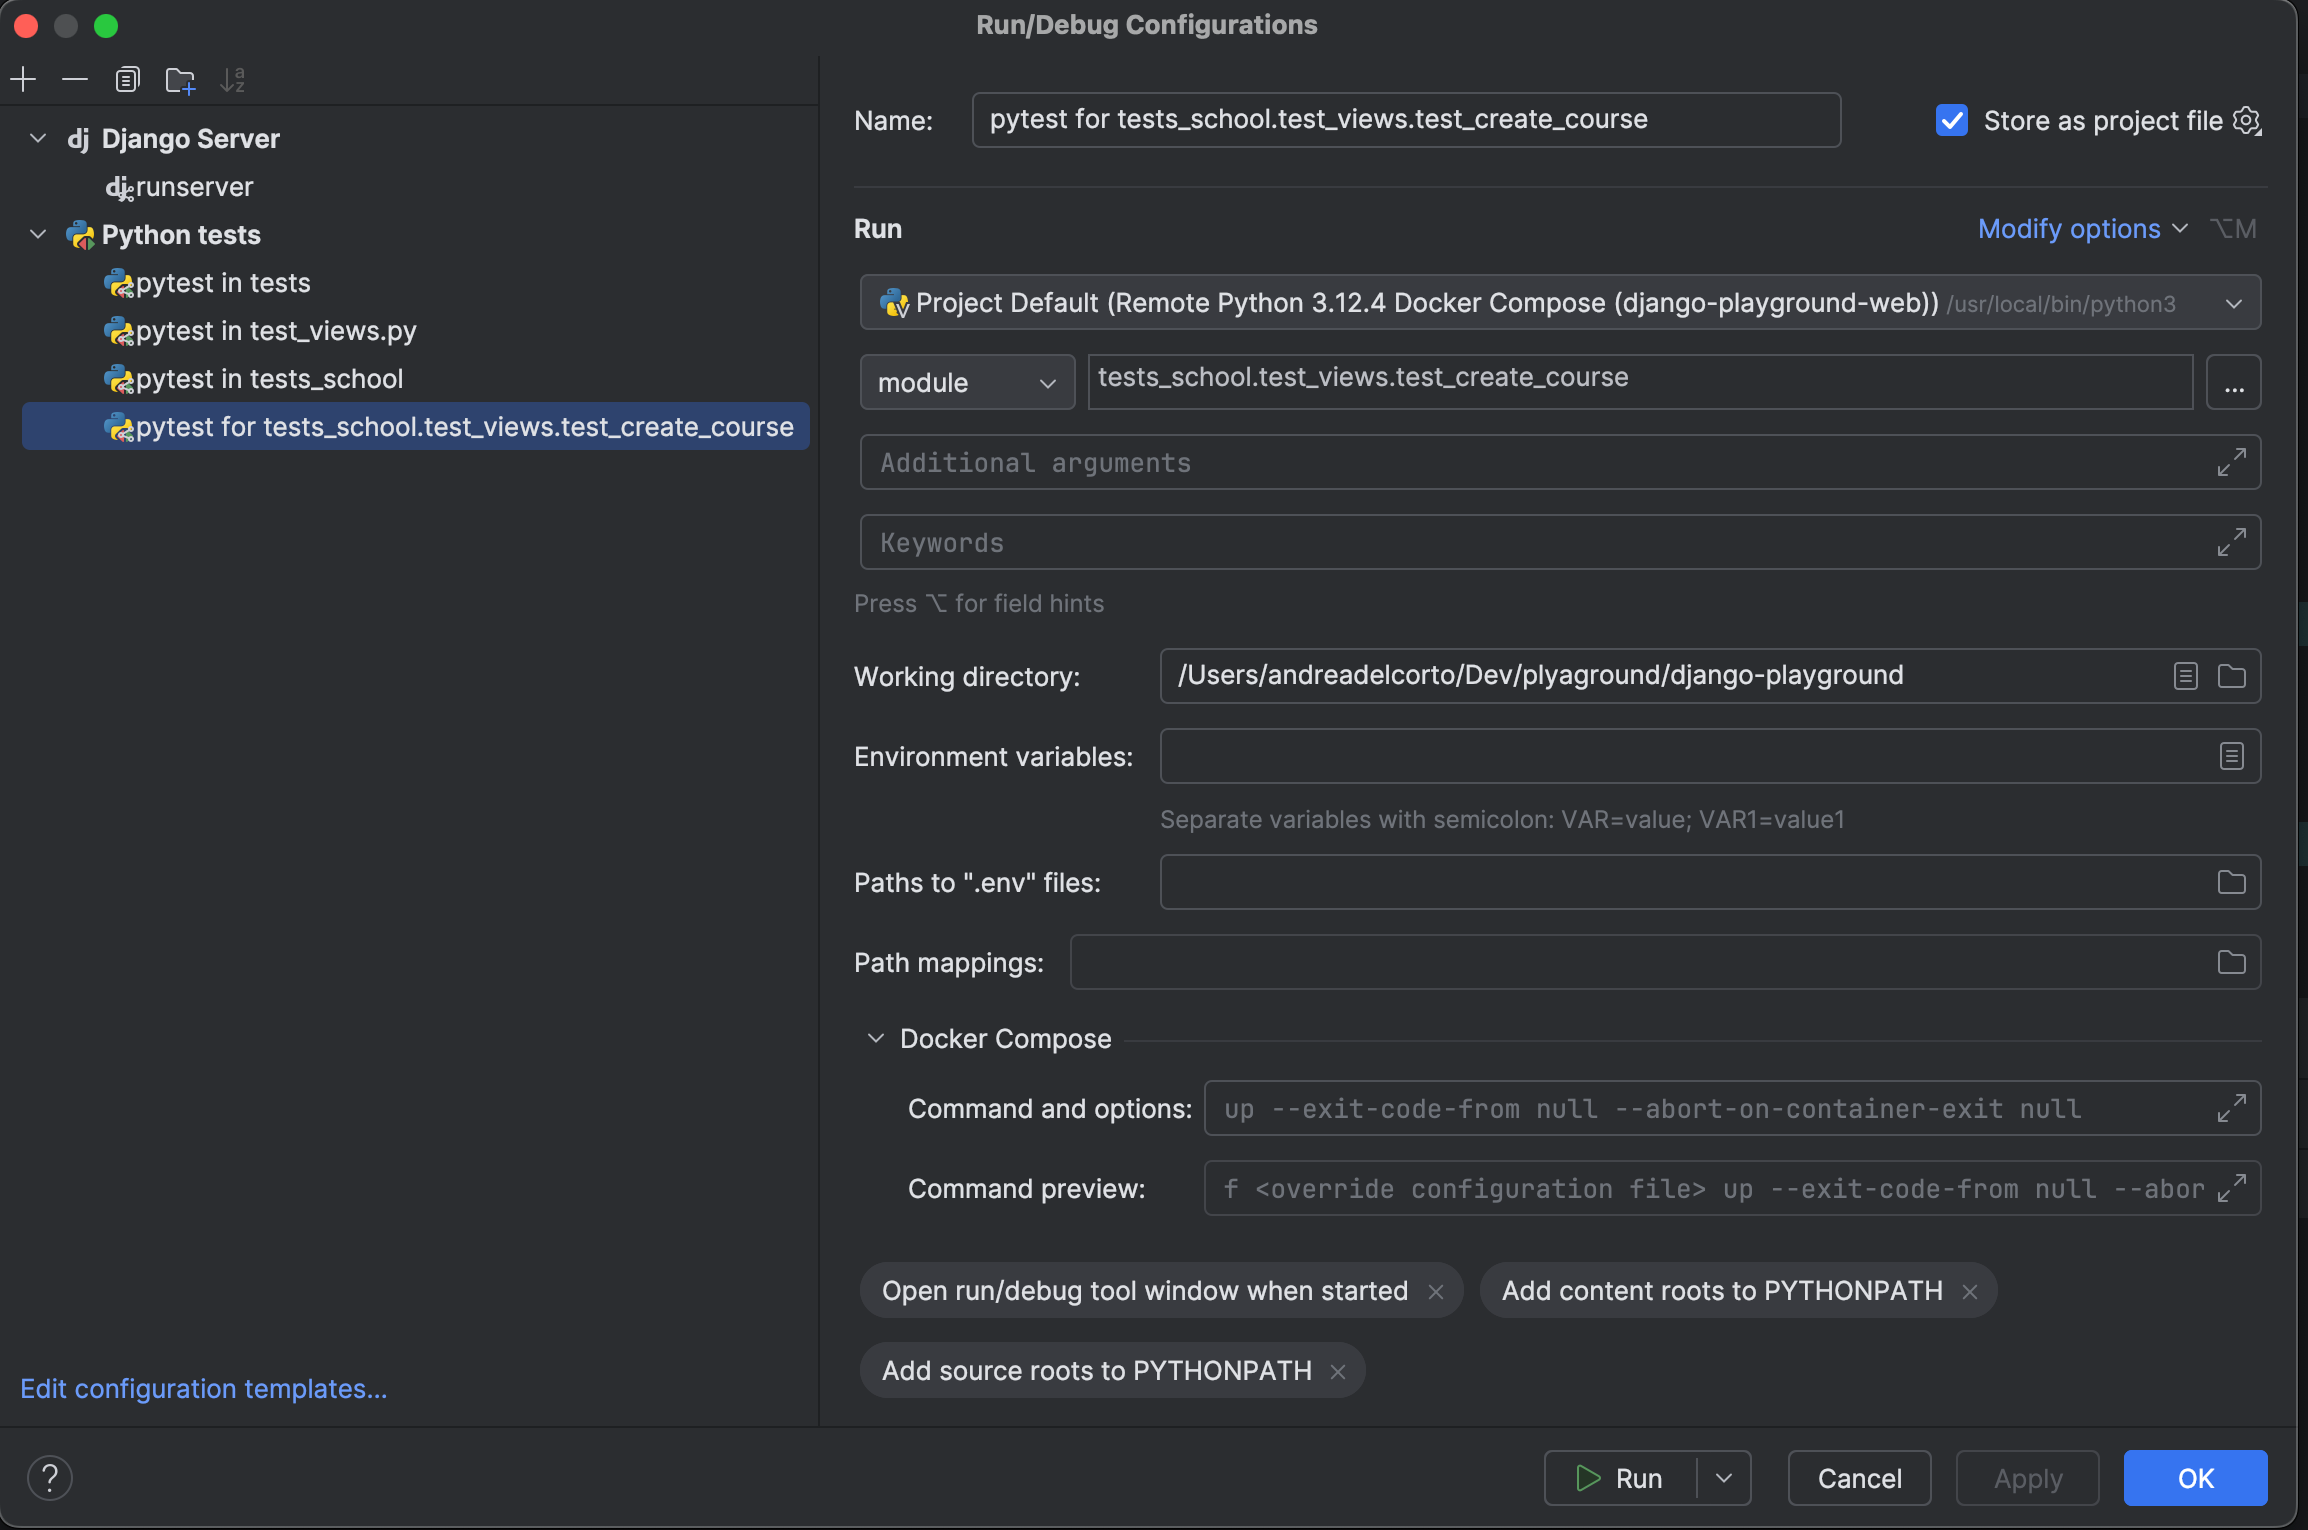 Run/Debug Configurations
Django Server
runserver
Python tests
pytest in tests
pytest in test_views.py
pytest in tests_school
pytest for tests_school.test_views.test_create_course
Edit configuration templates...
Name:
pytest for tests_school.test_views.test_create_course
Store as project file
Run
Modify options
⌥M
Project Default (Remote Python 3.12.4 Docker Compose (django-playground-web)) /usr/local/bin/python3
module
tests_school.test_views.test_create_course
...
Additional arguments
Keywords
Press ⌥ for field hints
Working directory:
/Users/andreadelcorto/Dev/plyaground/django-playground
Environment variables:
Separate variables with semicolon: VAR=value; VAR1=value1
Paths to ".env" files:
Path mappings:
Docker Compose
Command and options:
up --exit-code-from null --abort-on-container-exit null
Command preview:
f <override configuration file> up --exit-code-from null --abor
Open run/debug tool window when started
Add content roots to PYTHONPATH
Add source roots to PYTHONPATH
?
Run
Cancel
Apply
OK